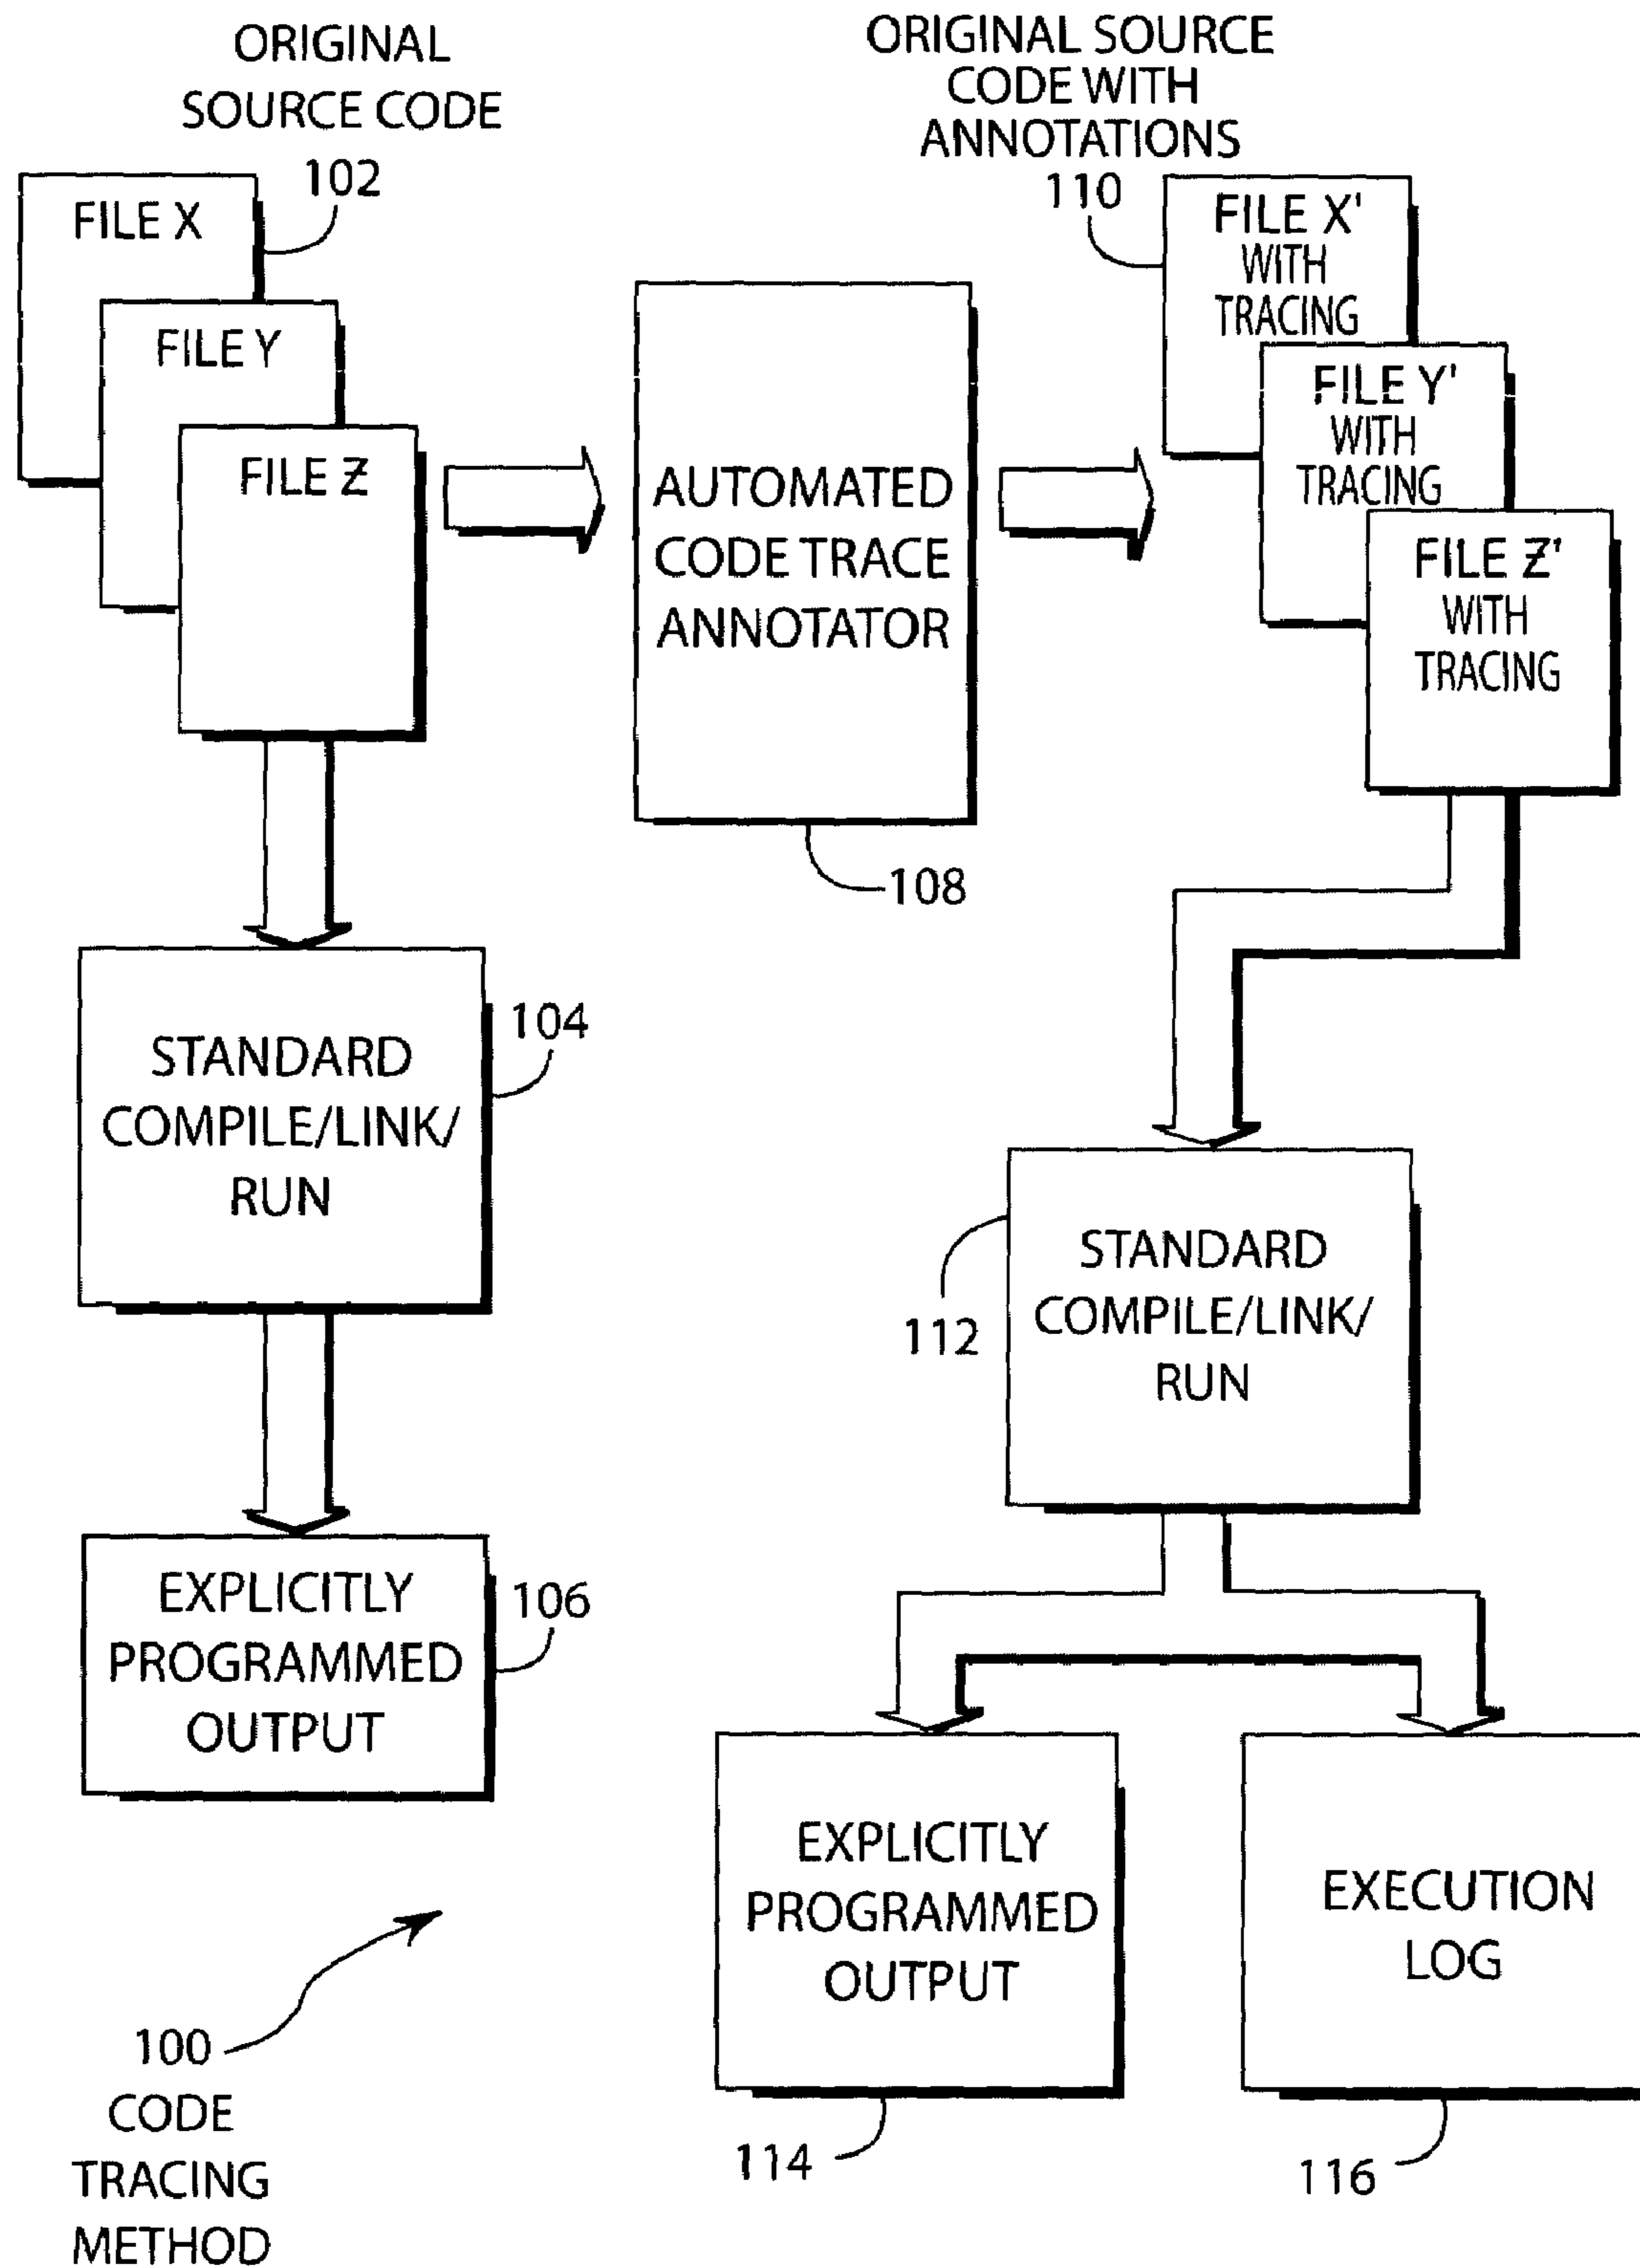 ORIGINAL
SOURCE CODE
102
FILE X
FILE Y
FILE Z
ORIGINAL SOURCE
CODE WITH
ANNOTATIONS
110
FILE X'
WITH
TRACING
FILE Y'
WITH
TRACING
FILE Z'
WITH
TRACING
AUTOMATED
CODE TRACE
ANNOTATOR
108
STANDARD
COMPILE/LINK/
RUN
104
STANDARD
COMPILE/LINK/
RUN
112
EXPLICITLY
PROGRAMMED
OUTPUT
106
EXPLICITLY
PROGRAMMED
OUTPUT
114
EXECUTION
LOG
116
100
CODE
TRACING
METHOD